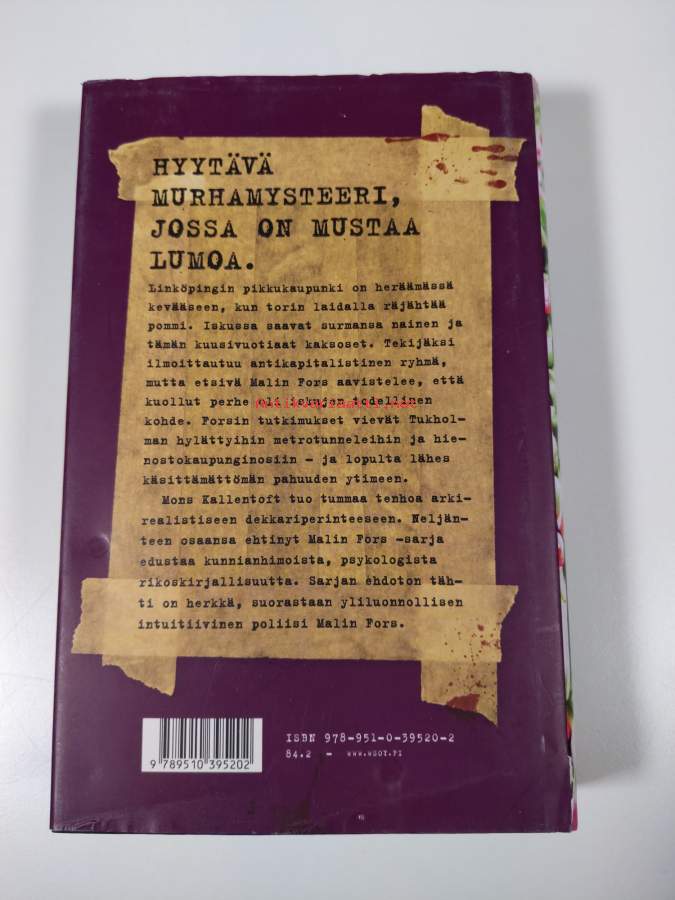 HYYTÄVÄ
MURHAMYSTEERI,
JOSSA ON MUSTAA
LUMOA.
Linköpingin pikkukaupunki on heräämässä
kevääseen, kun torin laidalla räjähtää
pommi. Iskussa saavat surmansa nainen ja
tämän kuusivuotiaat kaksoset. Tekijäksi
ilmoittautuu antikapitalistinen ryhmä,
mutta etsivä Malin Fors aavistelee, että
kuollut perhe oli iskujen todellinen
kohde. Forsin tutkimukset vievät Tukhol-
man hylättyihin metrotunneleihin ja hie-
nostokaupunginosiin – ja lopulta lähes
käsittämättömän pahuuden ytimeen.
Mons Kallentoft tuo tummaa tenhoa arki-
realistiseen dekkariperinteeseen. Neljän-
teen osaansa ehtinyt Malin Fors -sarja
edustaa kunnianhimoista, psykologista
rikoskirjallisuutta. Sarjan ehdoton täh-
ti on herkkä, suorastaan yliluonnollisen
intuitiivinen poliisi Malin Fors.
ISBN 978-951-0-39520-2
84.2 – WWW.WSOY.FI
9 789510 395202